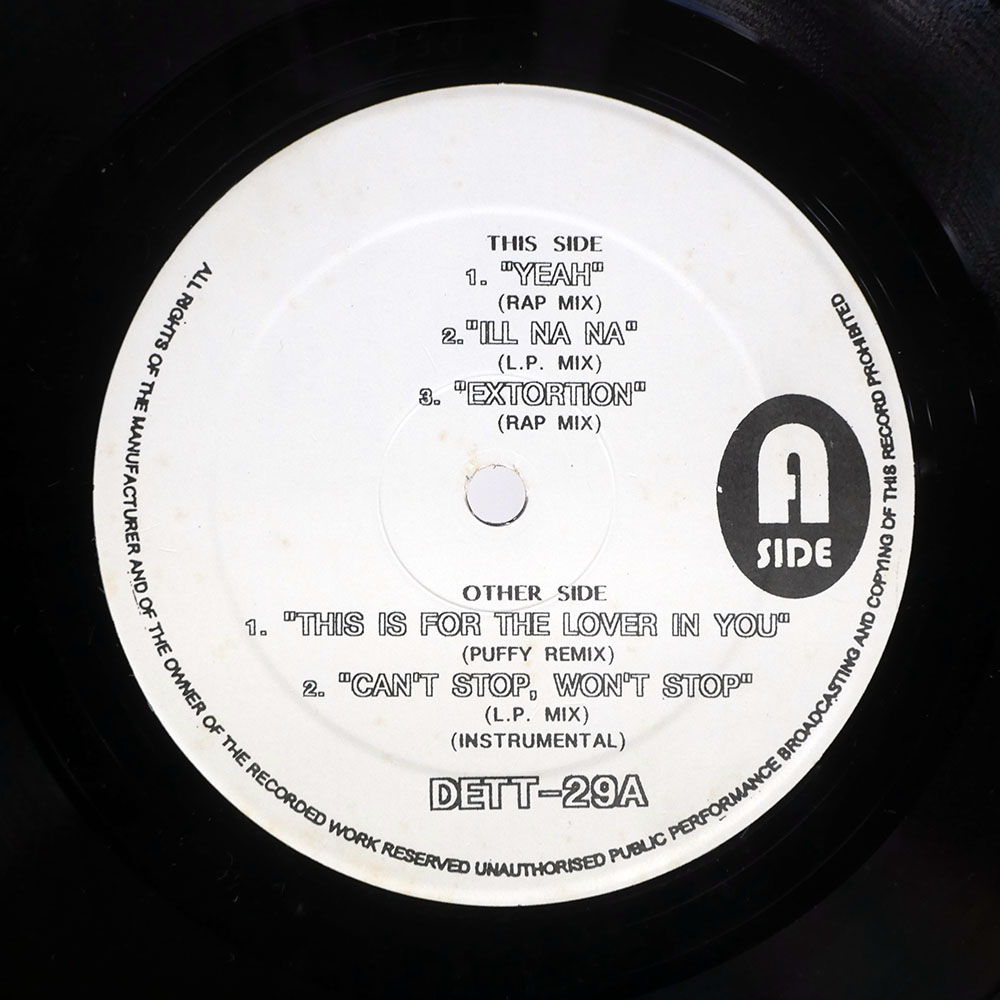 THIS SIDE
1. "YEAH"
(RAP MIX)
2."ILL NA NA"
(L.P. MIX)
3. "EXTORTION"
(RAP MIX)
A
SIDE
OTHER SIDE
1. "THIS IS FOR THE LOVER IN YOU"
(PUFFY REMIX)
2. "CAN'T STOP, WON'T STOP"
(L.P. MIX)
(INSTRUMENTAL)
DETT-29A
ALL RIGHTS OF THE MANUFACTURER AND OF THE OWNER OF THE RECORDED WORK RESERVED UNAUTHORISED PUBLIC PERFORMANCE BROADCASTING AND COPYING OF THIS RECORD PROHIBITED